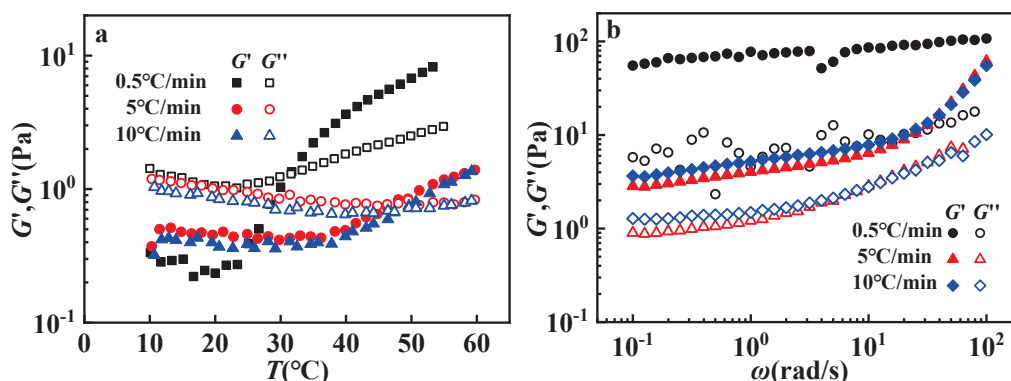 a
G' G''
0.5°C/min
5°C/min
10°C/min
G',G''(Pa)
10¹
10⁰
10⁻¹
0 10 20 30 40 50 60
T(°C)
b
G' G''
0.5°C/min
5°C/min
10°C/min
G',G''(Pa)
10²
10¹
10⁰
10⁻¹
10⁻¹ 10⁰ 10¹ 10²
ω(rad/s)